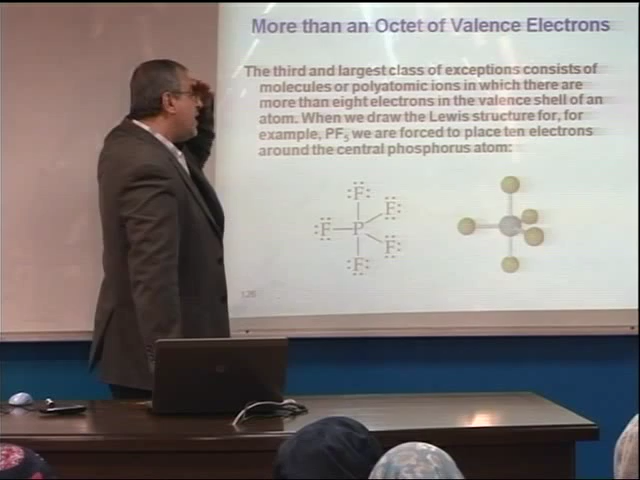 More than an Octet of Valence Electrons
The third and largest class of exceptions consists of
molecules or polyatomic ions in which there are
more than eight electrons in the valence shell of an
atom. When we draw the Lewis structure for, for
example, PF₅ we are forced to place ten electrons
around the central phosphorus atom:
F
F
F P
F
F